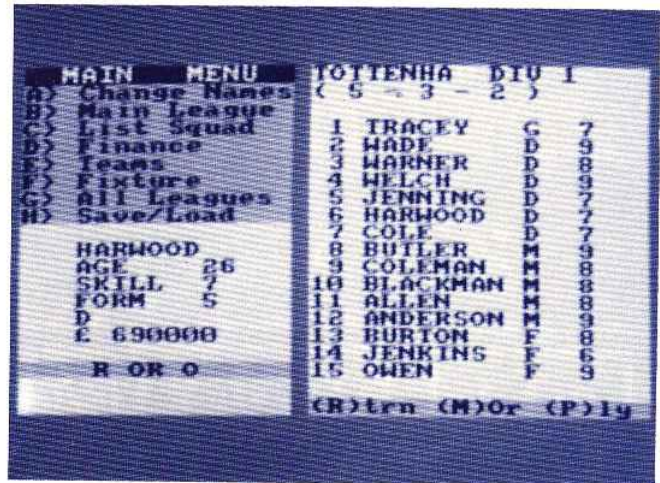 MAIN MENU
A) Change Names
B) Main League
C) List Squad
D) Finance
E) Teams
F) Fixture
G) All Leagues
H) Save/Load
HARWOOD
AGE 26
SKILL 7
FORM 5
D
£ 690000
R OR O
TOTTENHA DIV 1
( 5 - 3 - 2 )
1 TRACEY G 7
2 WADE D 9
3 WARNER D 8
4 WELCH D 9
5 JENNING D 7
6 HARWOOD D 7
7 COLE D 7
8 BUTLER M 9
9 COLEMAN M 8
10 BLACKMAN M 8
11 ALLEN M 8
12 ANDERSON M 9
13 BURTON F 8
14 JENKINS F 6
15 OWEN F 9
(R)trn (M)Or (P)ly